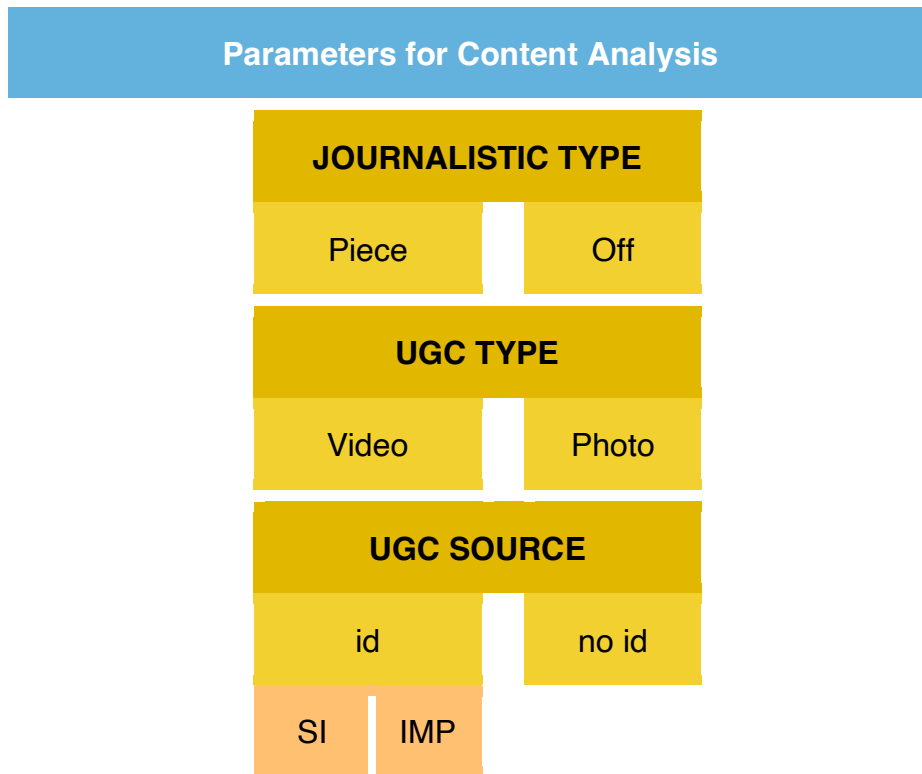 Parameters for Content Analysis
JOURNALISTIC TYPE
Piece Off
UGC TYPE
Video Photo
UGC SOURCE
id no id
SI IMP